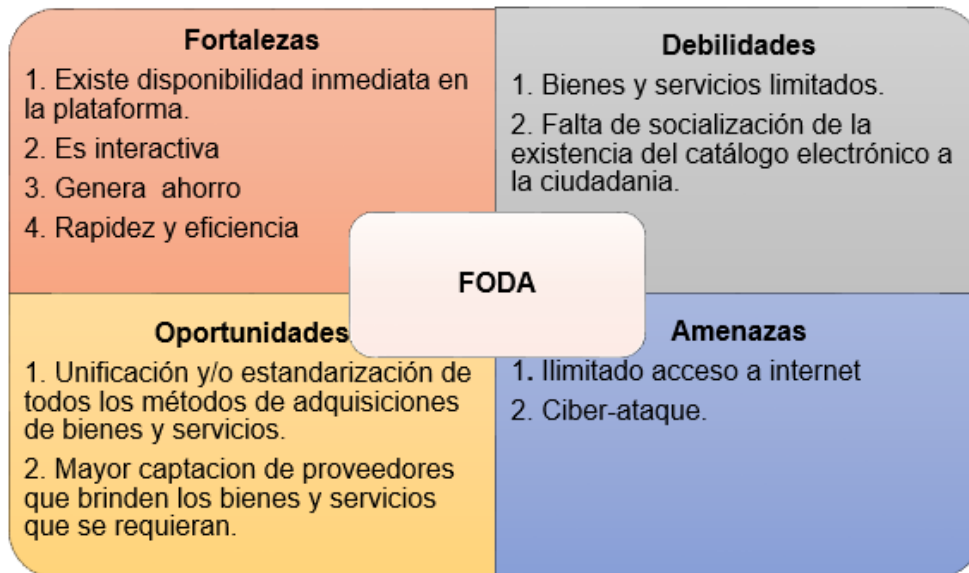 Fortalezas
1. Existe disponibilidad inmediata en
la plataforma.
2. Es interactiva
3. Genera ahorro
4. Rapidez y eficiencia
Debilidades
1. Bienes y servicios limitados.
2. Falta de socialización de la
existencia del catálogo electrónico a
la ciudadania.
FODA
Oportunidades
1. Unificación y/o estandarización de
todos los métodos de adquisiciones
de bienes y servicios.
2. Mayor captacion de proveedores
que brinden los bienes y servicios
que se requieran.
Amenazas
1. Ilimitado acceso a internet
2. Ciber-ataque.